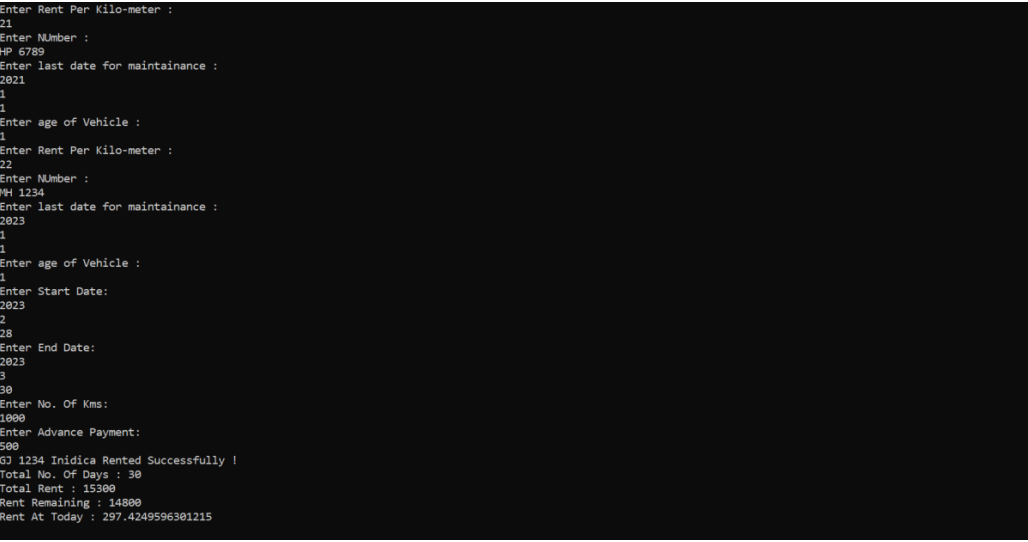 Enter Rent Per Kilo-meter :
21
Enter NUmber :
HP 6789
Enter last date for maintainance :
2021
1
1
Enter age of Vehicle :
1
Enter Rent Per Kilo-meter :
22
Enter NUmber :
MH 1234
Enter last date for maintainance :
2023
1
1
Enter age of Vehicle :
1
Enter Start Date:
2023
2
28
Enter End Date:
2023
3
30
Enter No. Of Kms:
1000
Enter Advance Payment:
500
GJ 1234 Inidica Rented Successfully !
Total No. Of Days : 30
Total Rent : 15300
Rent Remaining : 14800
Rent At Today : 297.4249596301215